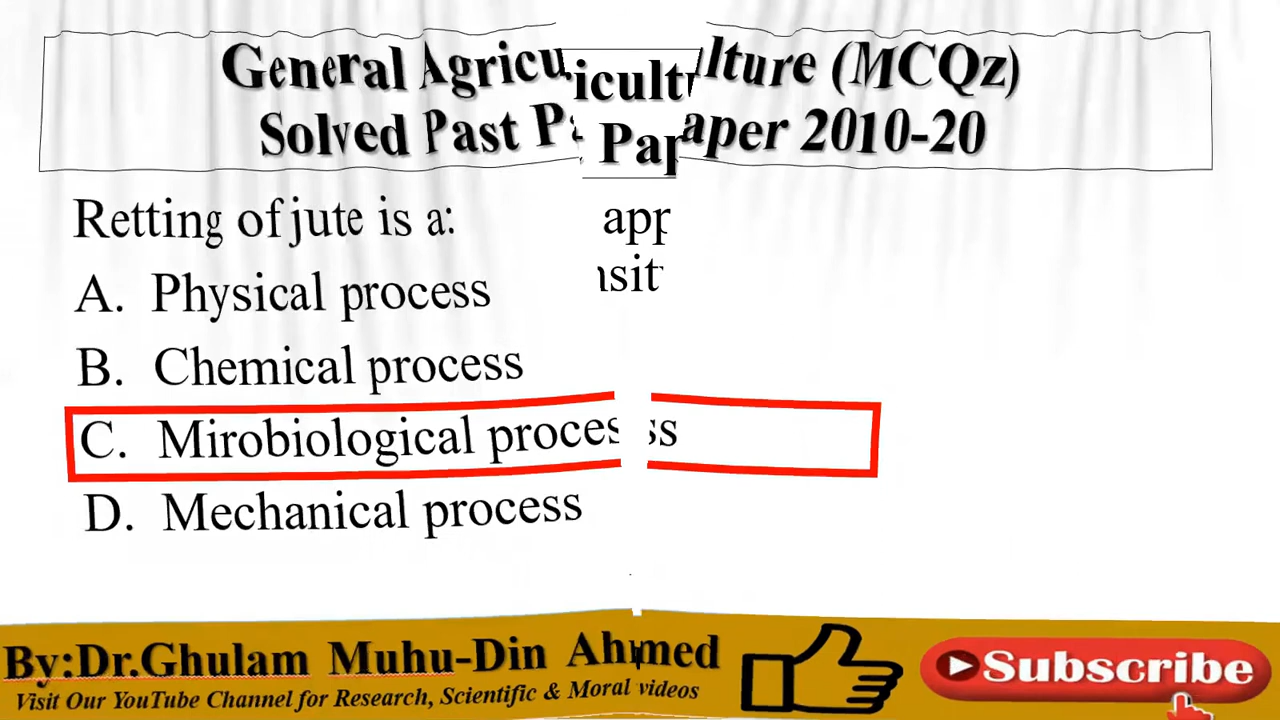 General Agriculture (MCQz)
Solved Past Paper 2010-20
Retting of jute is a:
A. Physical process
B. Chemical process
C. Mirobiological process
D. Mechanical process
By:Dr.Ghulam Muhu-Din Ahmed
Visit Our YouTube Channel for Research, Scientific & Moral videos
Subscribe